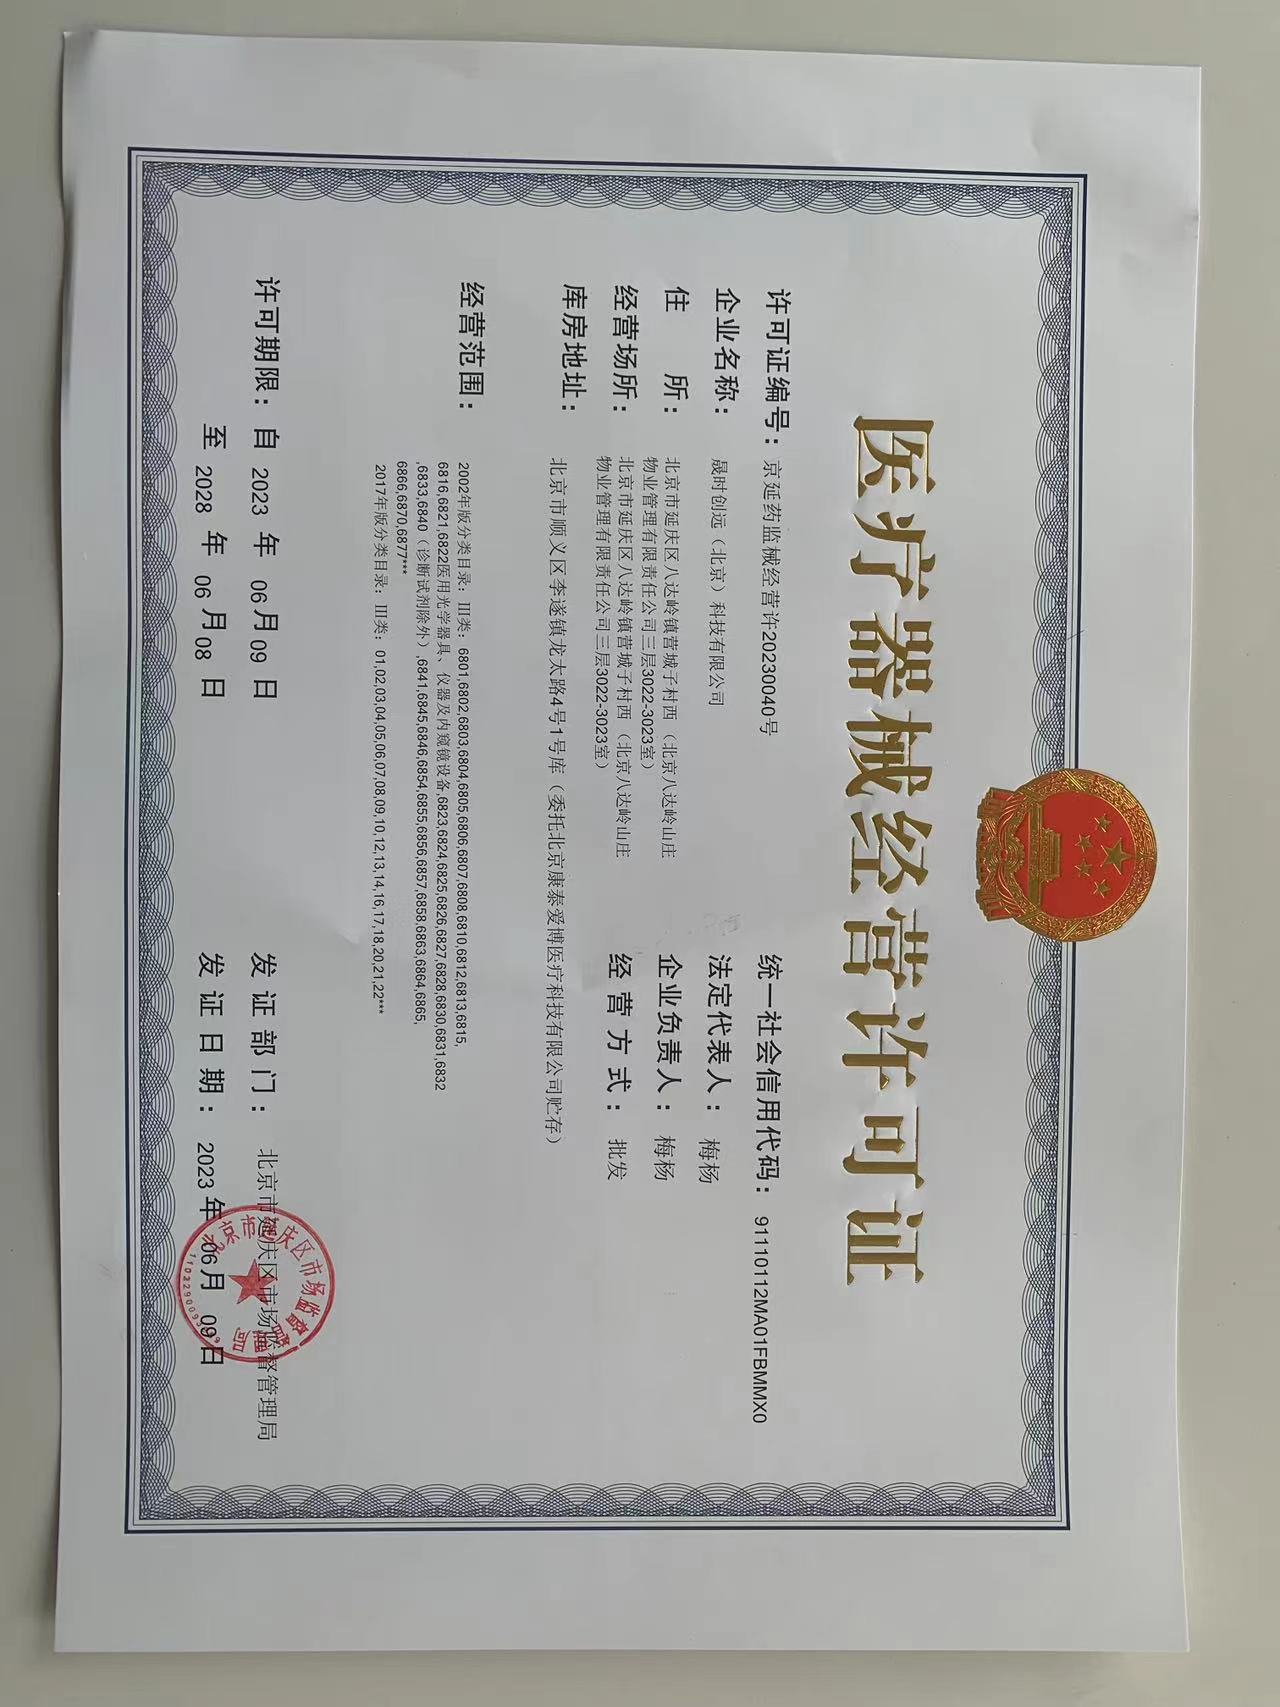 医疗器械经营许可证
许可证编号：京延药监械经营许20230040号
统一社会信用代码：91110112MA01FBMMX0
企业名称：晟时创远（北京）科技有限公司
法定代表人：梅杨
住所：北京市延庆区八达岭镇营城子村西（北京八达岭山庄
物业管理有限责任公司三层3022-3023室）
企业负责人：梅杨
经营场所：北京市延庆区八达岭镇营城子村西（北京八达岭山庄
物业管理有限责任公司三层3022-3023室）
经营方式：批发
库房地址：北京市顺义区李遂镇龙太路4号1号库（委托北京康泰爱博医疗科技有限公司贮存）
经营范围：2002年版分类目录：III类：6801,6802,6803,6804,6805,6806,6807,6808,6810,6812,6813,6815,
6816,6821,6822医用光学器具、仪器及内窥镜设备,6823,6824,6825,6826,6827,6828,6830,6831,6832
,6833,6840（诊断试剂除外）,6841,6845,6846,6854,6855,6856,6857,6858,6863,6864,6865,
6866,6870,6877***
2017年版分类目录：III类：01,02,03,04,05,06,07,08,09,10,12,13,14,16,17,18,20,21,22***
许可期限：自 2023 年 06 月 09 日
至 2028 年 06 月 08 日
发证部门：北京市延庆区市场监督管理局
发证日期：2023 年 06 月 09 日
北京市延庆区市场监督管理局